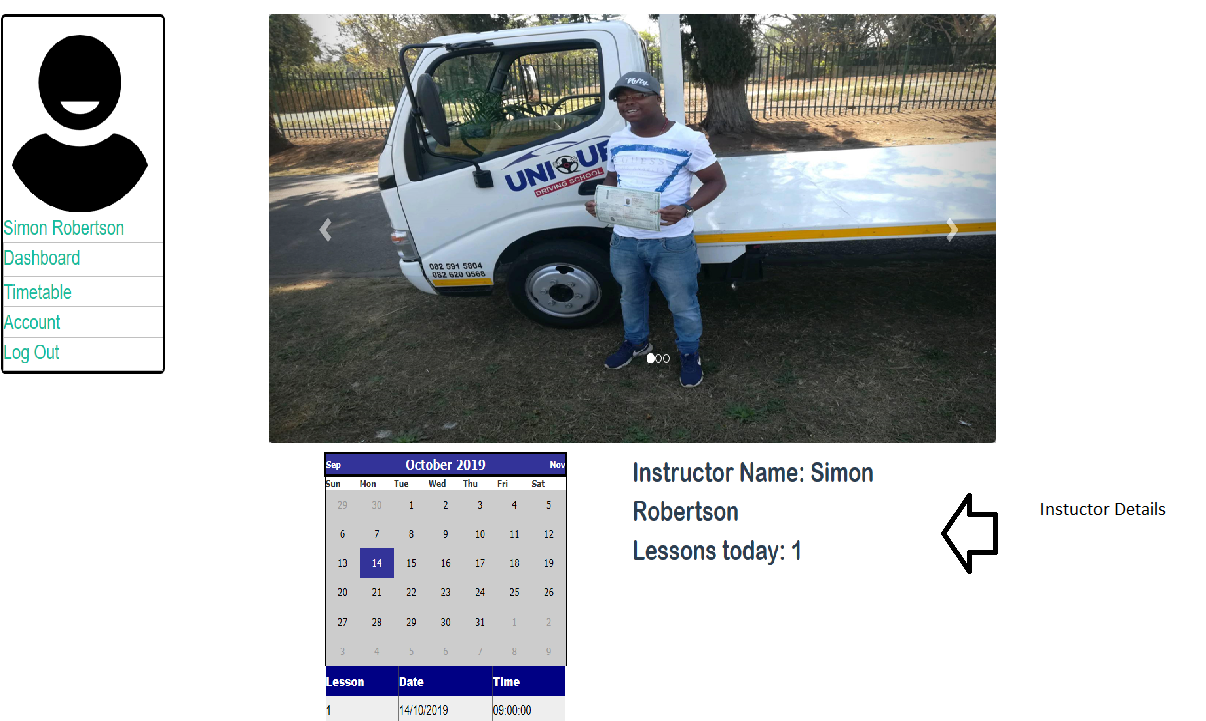 Simon Robertson
Dashboard
Timetable
Account
Log Out
UNIQUE
DRIVING SCHOOL
082 591 5904
082 620 0566
Sep October 2019 Nov
Sun Mon Tue Wed Thu Fri Sat
29 30 1 2 3 4 5
6 7 8 9 10 11 12
13 14 15 16 17 18 19
20 21 22 23 24 25 26
27 28 29 30 31 1 2
3 4 5 6 7 8 9
Lesson Date Time
1 14/10/2019 09:00:00
Instructor Name: Simon
Robertson
Lessons today: 1
Instuctor Details